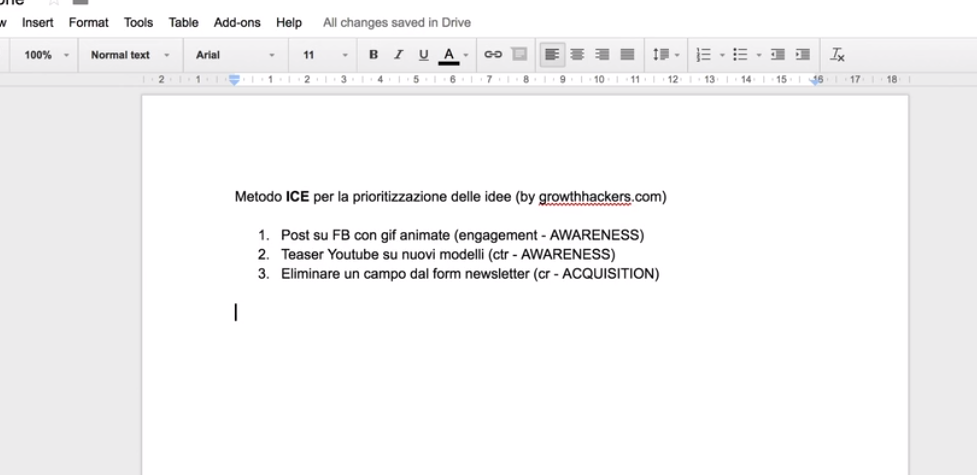 Insert Format Tools Table Add-ons Help All changes saved in Drive
100% Normal text Arial 11 B I U A
2 1 1 2 3 4 5 6 7 8 9 10 11 12 13 14 15 16 17 18
Metodo ICE per la prioritizzazione delle idee (by growthhackers.com)
1. Post su FB con gif animate (engagement - AWARENESS)
2. Teaser Youtube su nuovi modelli (ctr - AWARENESS)
3. Eliminare un campo dal form newsletter (cr - ACQUISITION)